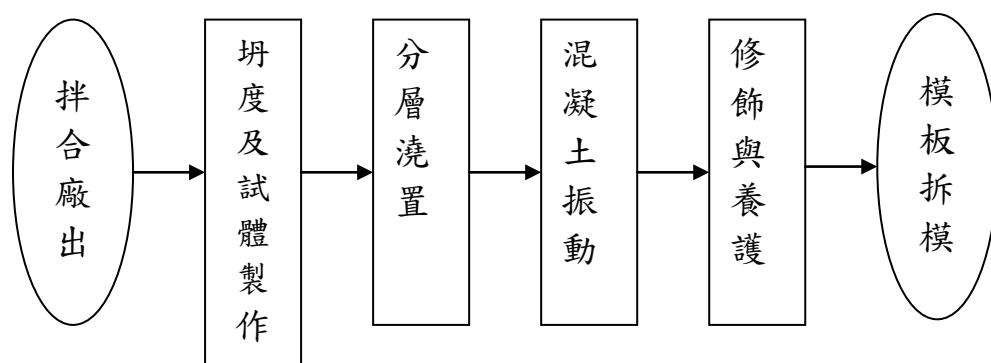 拌合廠出
坍度及試體製作
分層澆置
混凝土振動
修飾與養護
模板拆模